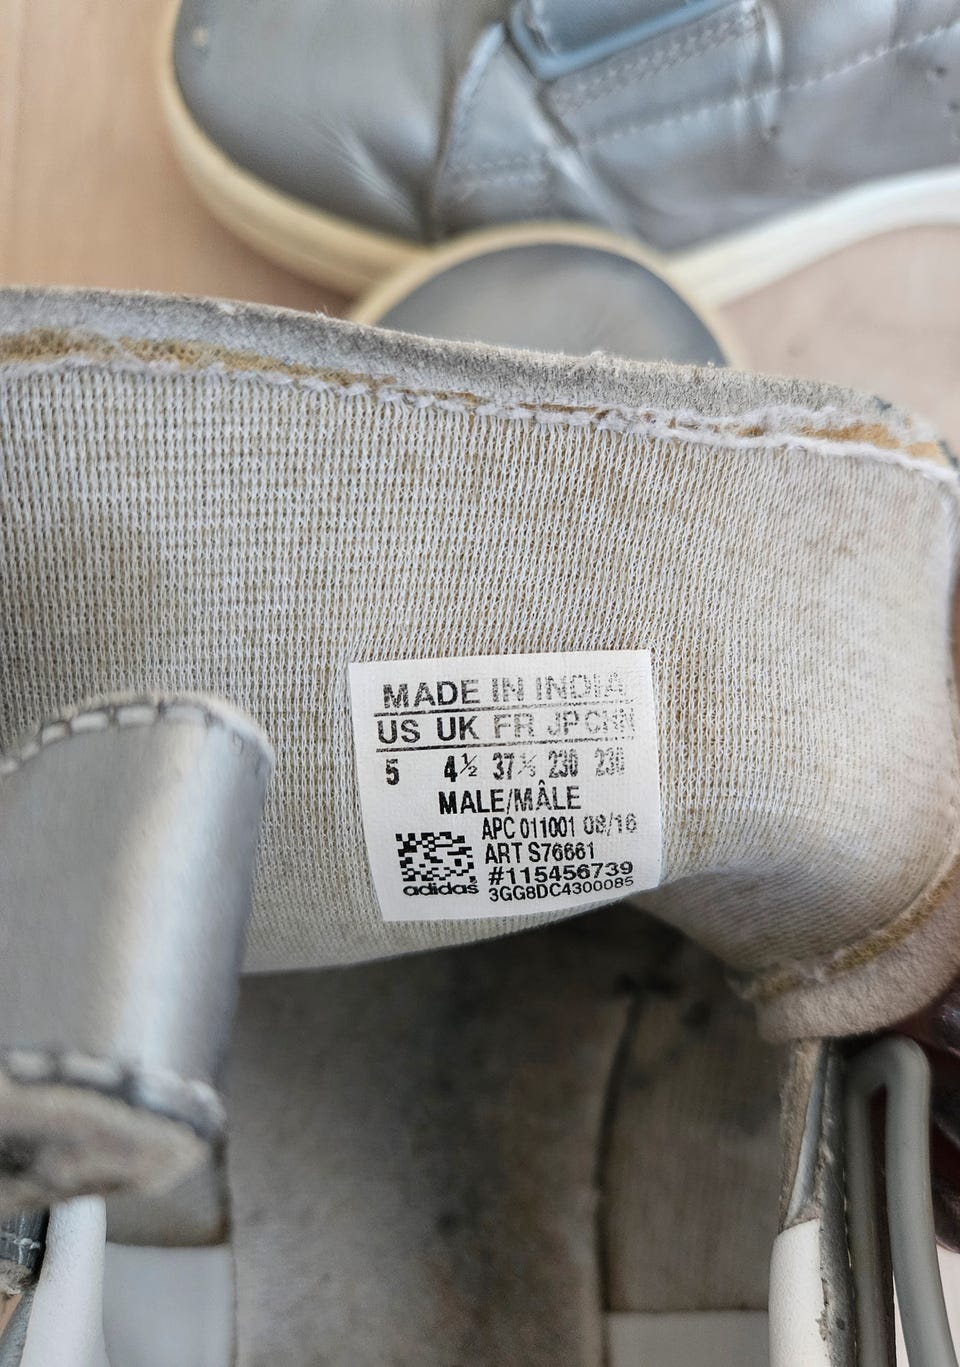 MADE IN INDIA
US UK FR JP CHN
5 4½ 37⅓ 230 230
MALE/MÂLE
APC 011001 08/16
ART S76661
#115456739
3GG8DC4300085
adidas